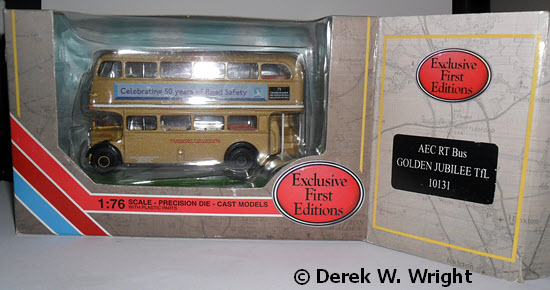 Celebrating 50 years of Road Safety
1:76 SCALE - PRECISION DIE - CAST MODELS
WITH PLASTIC PARTS
Exclusive
First
Editions
Exclusive
First
Editions
AEC RT Bus
GOLDEN JUBILEE TfL
10131
© Derek W. Wright